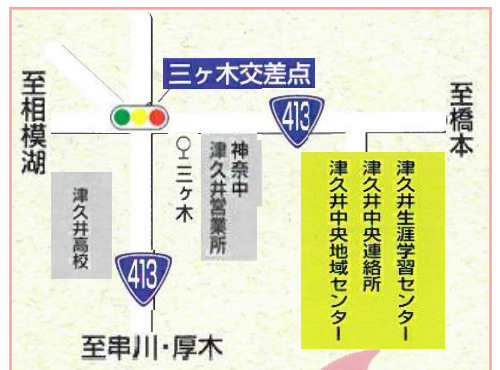 三ヶ木交差点
至相模湖
413
至橋本
三ヶ木
神奈中
津久井営業所
津久井高校
津久井生涯学習センター
津久井中央連絡所
津久井中央地域センター
413
至串川・厚木